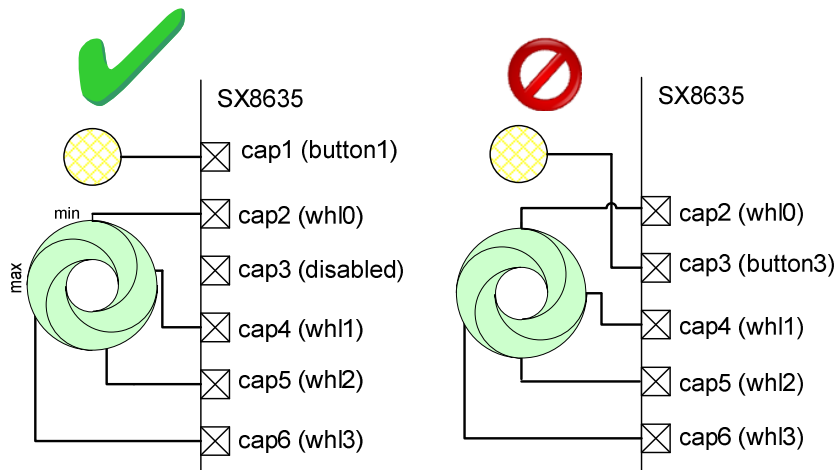 SX8635
cap1 (button1)
min
cap2 (whl0)
max
cap3 (disabled)
cap4 (whl1)
cap5 (whl2)
cap6 (whl3)
SX8635
cap2 (whl0)
cap3 (button3)
cap4 (whl1)
cap5 (whl2)
cap6 (whl3)